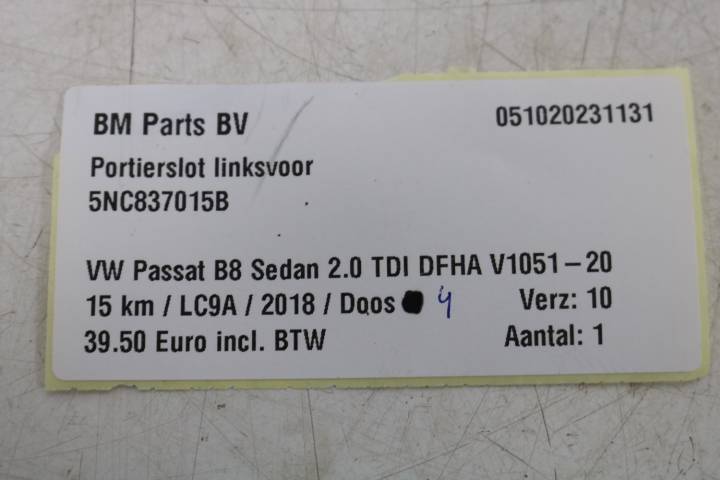 BM Parts BV 051020231131
Portierslot linksvoor
5NC837015B
VW Passat B8 Sedan 2.0 TDI DFHA V1051-20
15 km / LC9A / 2018 / Doos 4 Verz: 10
39.50 Euro incl. BTW Aantal: 1